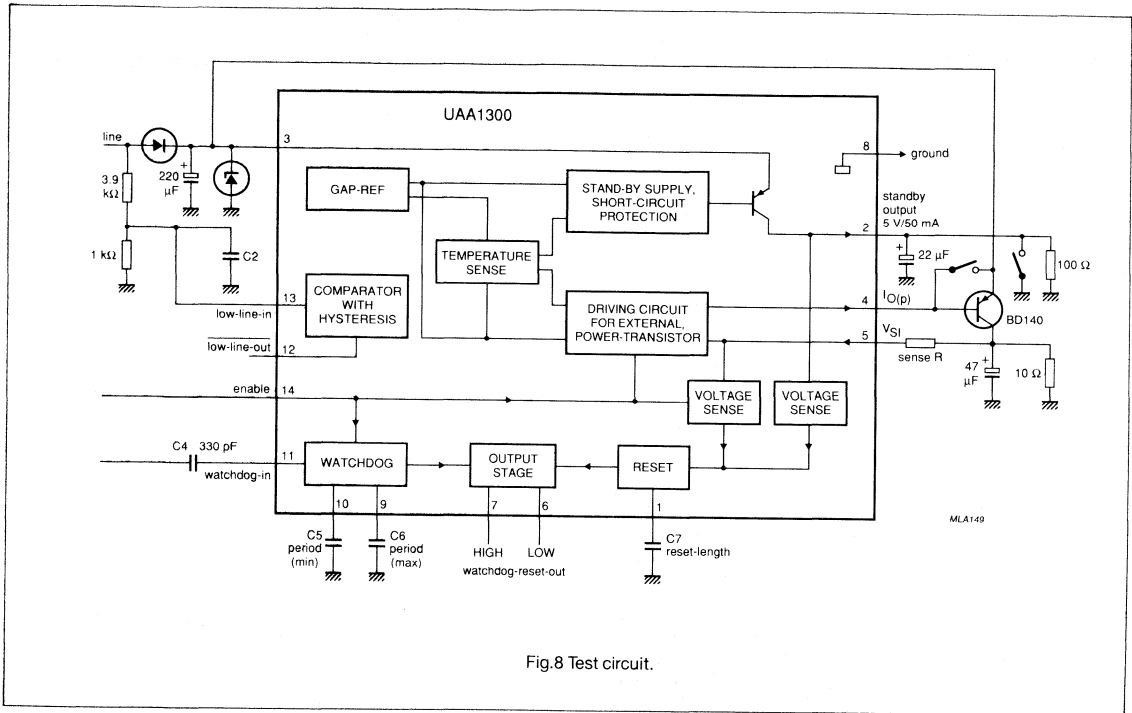 UAA1300
line
3
8
ground
+
220
µF
3.9
kΩ
GAP-REF
STAND-BY SUPPLY,
SHORT-CIRCUIT
PROTECTION
standby
output
5 V/50 mA
2
1 kΩ
C2
TEMPERATURE
SENSE
+
22 µF
100 Ω
13
low-line-in
COMPARATOR
WITH
HYSTERESIS
DRIVING CIRCUIT
FOR EXTERNAL,
POWER-TRANSISTOR
4
IO(p)
BD140
5
VSI
sense R
low-line-out
12
+
47
µF
10 Ω
enable
14
VOLTAGE
SENSE
VOLTAGE
SENSE
C4 330 pF
11
watchdog-in
WATCHDOG
OUTPUT
STAGE
RESET
10
9
7
6
1
MLA149
C5
period
(min)
C6
period
(max)
HIGH
LOW
watchdog-reset-out
C7
reset-length
Fig.8 Test circuit.